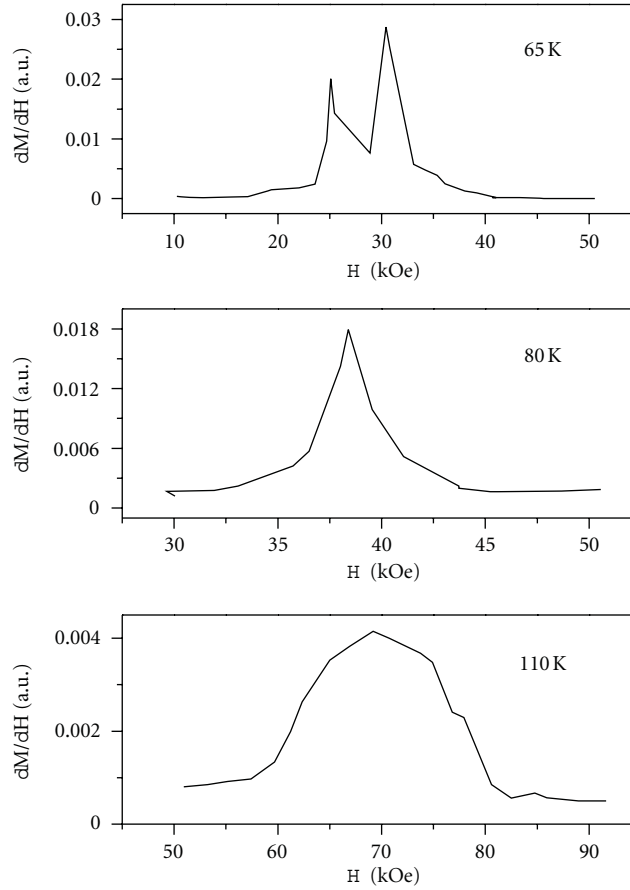 0.03
0.02
0.01
0
dM/dH (a.u.)
65 K
10 20 30 40 50
H (kOe)
0.018
0.012
0.006
0
dM/dH (a.u.)
80 K
30 35 40 45 50
H (kOe)
0.004
0.002
0
dM/dH (a.u.)
110 K
50 60 70 80 90
H (kOe)